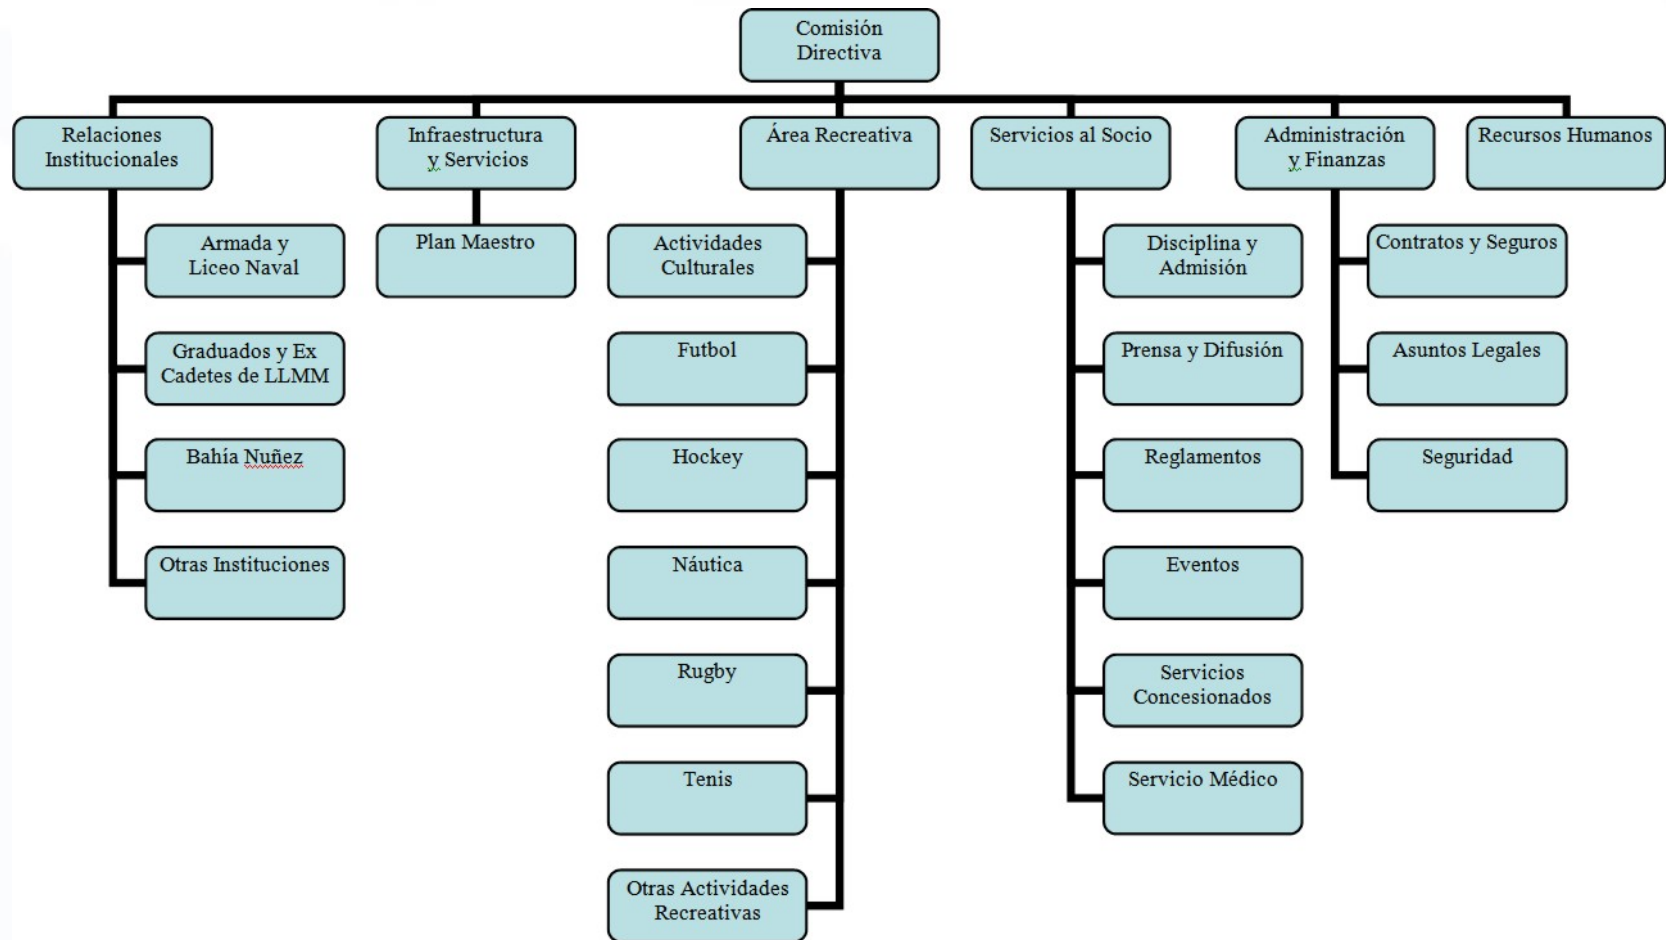 Comisión
Directiva
Relaciones
Institucionales
Infraestructura
y Servicios
Área Recreativa
Servicios al Socio
Administración
y Finanzas
Recursos Humanos
Armada y
Liceo Naval
Graduados y Ex
Cadetes de LLMM
Bahía Nuñez
Otras Instituciones
Plan Maestro
Actividades
Culturales
Futbol
Hockey
Náutica
Rugby
Tenis
Otras Actividades
Recreativas
Disciplina y
Admisión
Prensa y Difusión
Reglamentos
Eventos
Servicios
Concesionados
Servicio Médico
Contratos y Seguros
Asuntos Legales
Seguridad